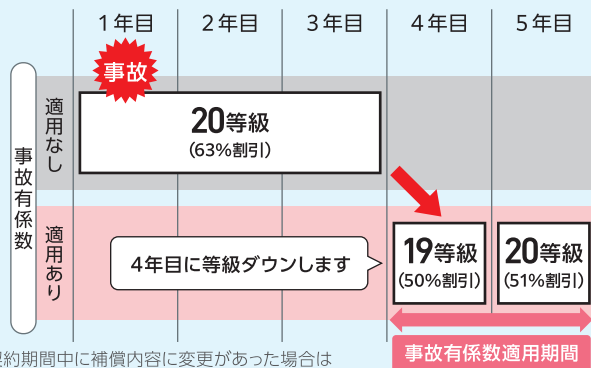 1年目 2年目 3年目 4年目 5年目
事故
事故有係数
適用なし
20等級
(63%割引)
適用あり
4年目に等級ダウンします
19等級
(50%割引)
20等級
(51%割引)
事故有係数適用期間
契約期間中に補償内容に変更があった場合は